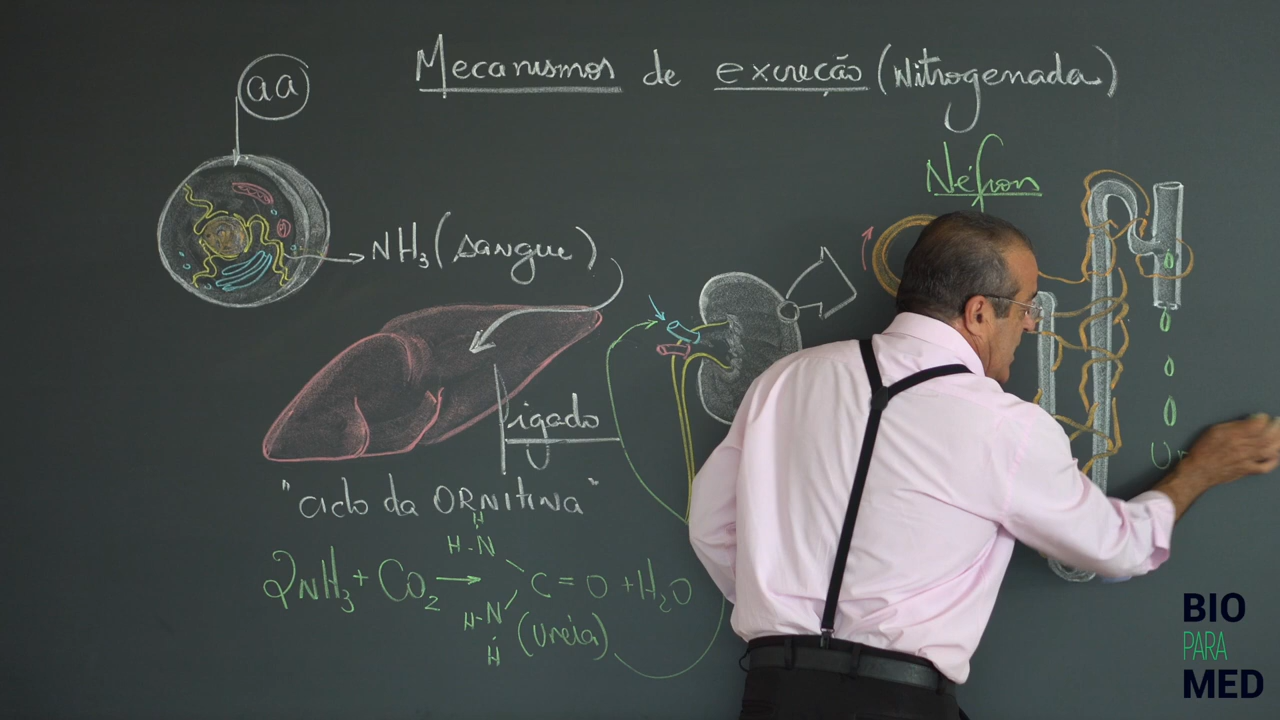 Mecanismos de excreção (Nitrogenada)
aa
Néfron
NH₃ (sangue)
fígado
"ciclo da ORNITINA"
H
H-N
2NH₃ + CO₂ → C=O + H₂O
H-N
H
(Ureia)
BIO
PARA
MED